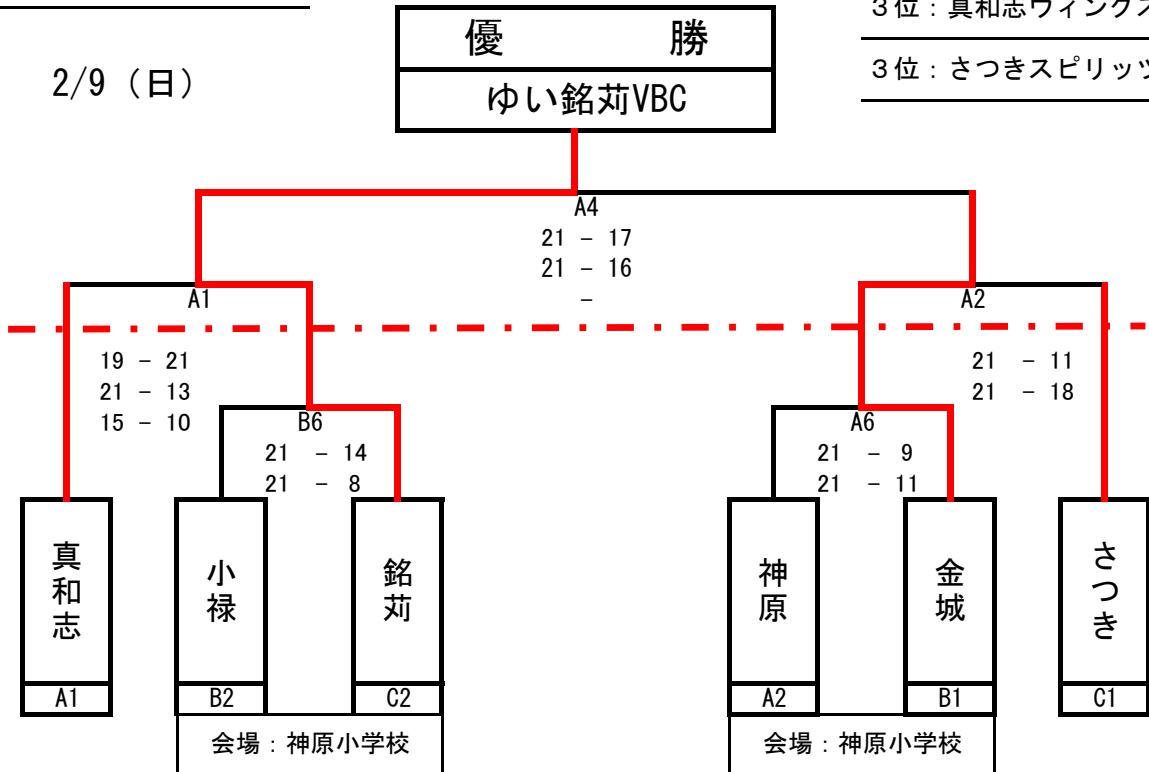 3位：真和志ウィングス
優　勝
2/9（日）
3位：さつきスピリッツ
ゆい銘苅VBC
A4
21 - 17
21 - 16
-
A1
A2
19 - 21
21 - 13
15 - 10
21 - 11
21 - 18
B6
21 - 14
21 - 8
A6
21 - 9
21 - 11
真和志
小禄
銘苅
神原
金城
さつき
A1
B2
C2
A2
B1
C1
会場：神原小学校
会場：神原小学校